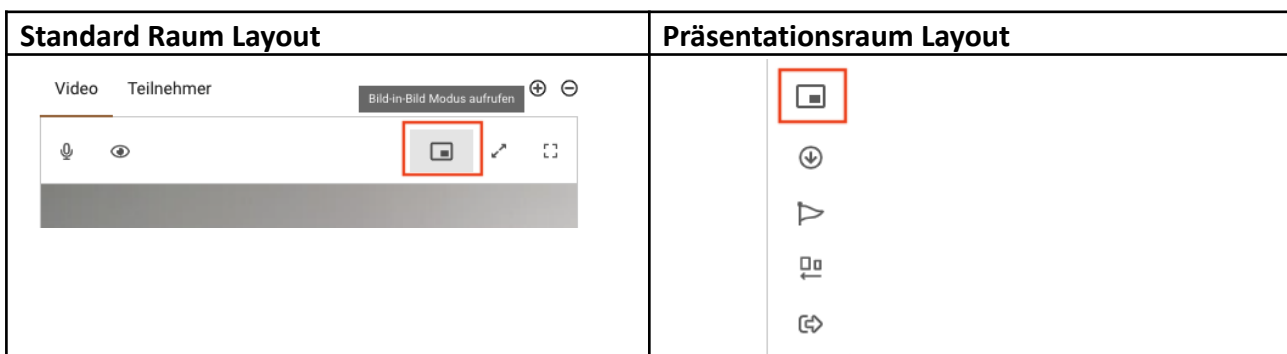 Standard Raum Layout
Präsentationsraum Layout
Video Teilnehmer
Bild-in-Bild Modus aufrufen